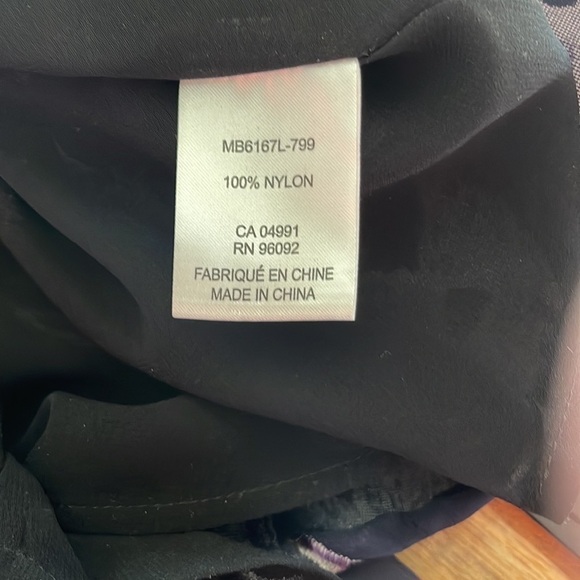 MB6167L-799
100% NYLON
CA 04991
RN 96092
FABRIQUÉ EN CHINE
MADE IN CHINA